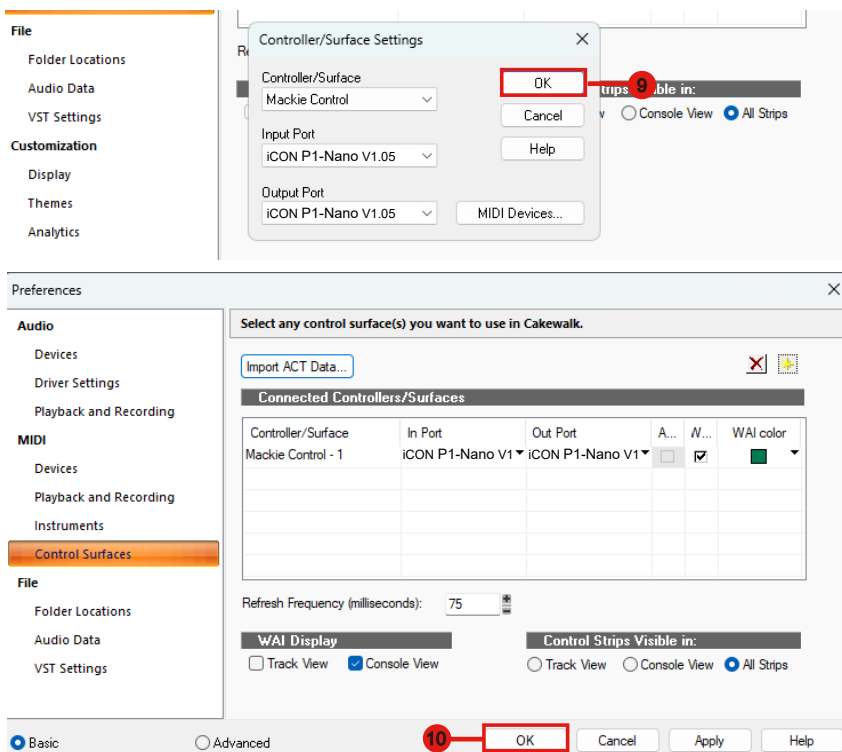 File
Folder Locations
Audio Data
VST Settings
Customization
Display
Themes
Analytics
Controller/Surface Settings
Controller/Surface
Mackie Control
Input Port
iCON P1-Nano V1.05
Output Port
iCON P1-Nano V1.05
OK
Cancel
Help
MIDI Devices...
9
Console View All Strips
Preferences
Audio
Devices
Driver Settings
Playback and Recording
MIDI
Devices
Playback and Recording
Instruments
Control Surfaces
File
Folder Locations
Audio Data
VST Settings
Select any control surface(s) you want to use in Cakewalk.
Import ACT Data...
Connected Controllers/Surfaces
Controller/Surface In Port Out Port A... W... WAI color
Mackie Control - 1 iCON P1-Nano V1 iCON P1-Nano V1
Refresh Frequency (milliseconds): 75
WAI Display
Track View Console View
Control Strips Visible in:
Track View Console View All Strips
Basic Advanced
10
OK Cancel Apply Help